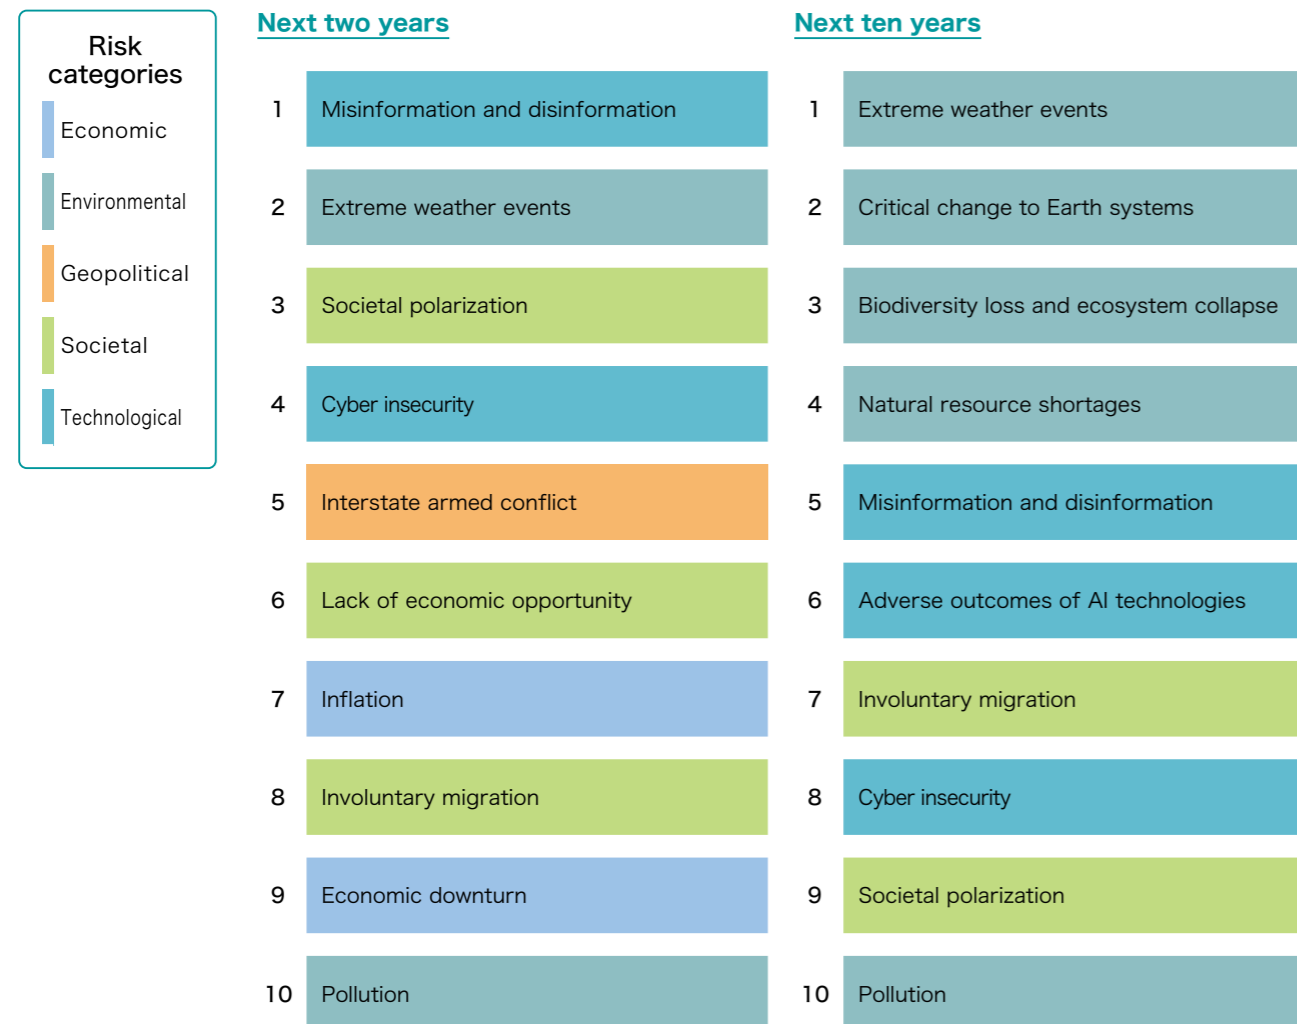 Risk
categories
Economic
Environmental
Geopolitical
Societal
Technological
Next two years
1 Misinformation and disinformation
2 Extreme weather events
3 Societal polarization
4 Cyber insecurity
5 Interstate armed conflict
6 Lack of economic opportunity
7 Inflation
8 Involuntary migration
9 Economic downturn
10 Pollution
Next ten years
1 Extreme weather events
2 Critical change to Earth systems
3 Biodiversity loss and ecosystem collapse
4 Natural resource shortages
5 Misinformation and disinformation
6 Adverse outcomes of AI technologies
7 Involuntary migration
8 Cyber insecurity
9 Societal polarization
10 Pollution